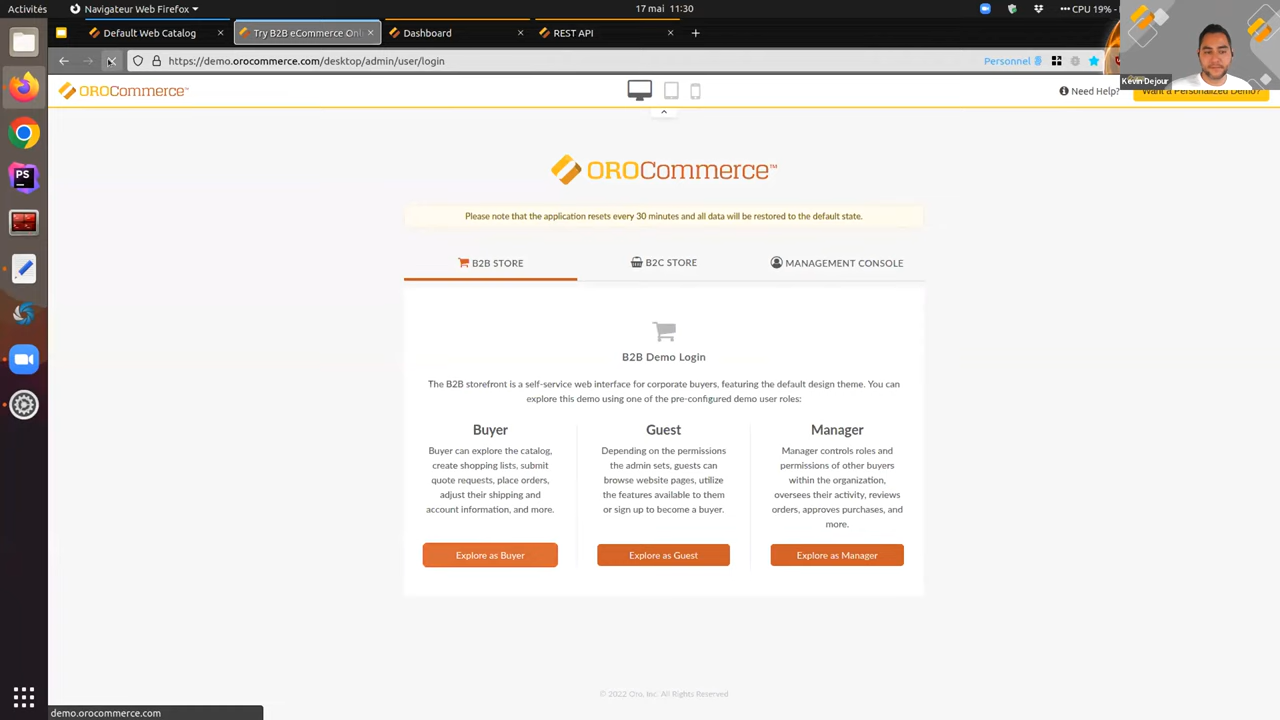 Activités
Navigateur Web Firefox
17 mai 11:30
CPU 19%
Default Web Catalog
Try B2B eCommerce Onl
Dashboard
REST API
https://demo.orocommerce.com/desktop/admin/user/login
Personnel
Kevin Dejour
OROCommerce™
Need Help?
Want a Personalized Demo?
OROCommerce™
Please note that the application resets every 30 minutes and all data will be restored to the default state.
B2B STORE
B2C STORE
MANAGEMENT CONSOLE
B2B Demo Login
The B2B storefront is a self-service web interface for corporate buyers, featuring the default design theme. You can
explore this demo using one of the pre-configured demo user roles:
Buyer
Buyer can explore the catalog,
create shopping lists, submit
quote requests, place orders,
adjust their shipping and
account information, and more.
Explore as Buyer
Guest
Depending on the permissions
the admin sets, guests can
browse website pages, utilize
the features available to them
or sign up to become a buyer.
Explore as Guest
Manager
Manager controls roles and
permissions of other buyers
within the organization,
oversees their activity, reviews
orders, approves purchases, and
more.
Explore as Manager
© 2022 Oro, Inc. All Rights Reserved
demo.orocommerce.com
PS